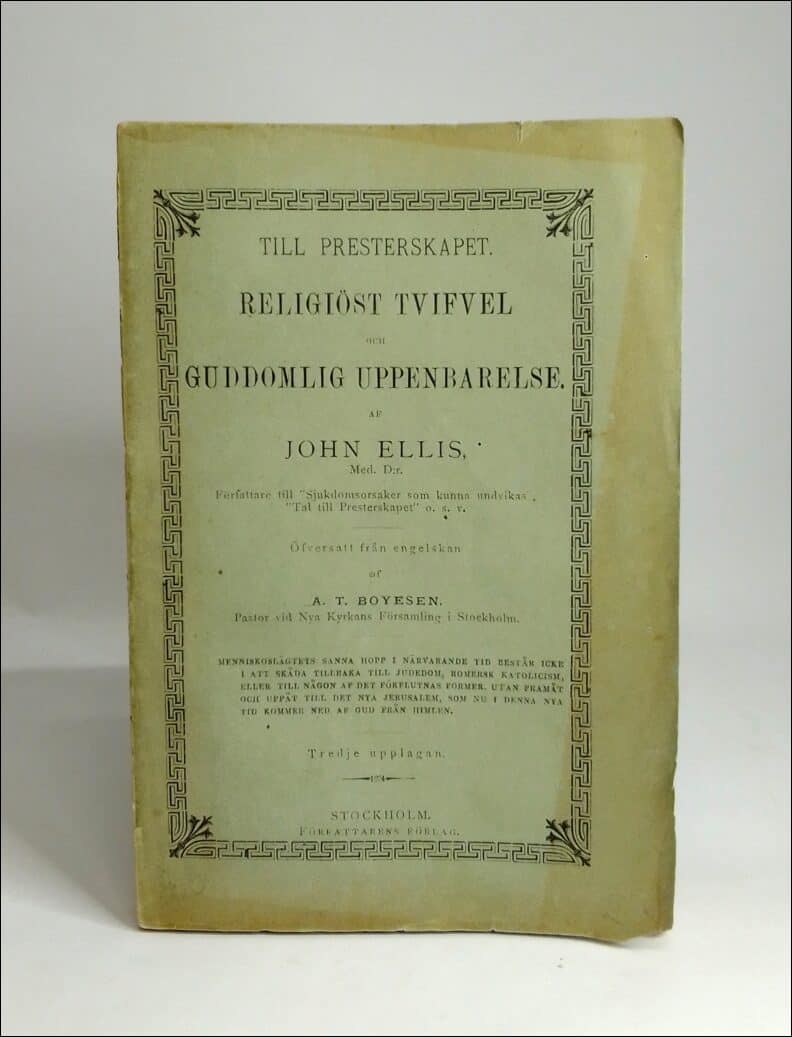 TILL PRESTERSKAPET.
RELIGIÖST TVIFVEL
OCH
GUDDOMLIG UPPENBARELSE.
AF
JOHN ELLIS,
Med. D:r.
Författare till "Sjukdomsorsaker som kunna undvikas",
"Tal till Presterskapet" o. s. v.
Öfversatt från engelskan
of
A. T. BOYESEN.
Pastor vid Nya Kyrkans Församling i Stockholm.
MENNISKOSLÄGTETS SANNA HOPP I NÄRVARANDE TID BESTÅR ICKE
I ATT SKÅDA TILLBAKA TILL JUDEDOM, ROMERSK KATOLICISM,
ELLER TILL NÅGON AF DET FÖRFLUTNAS FORMER, UTAN FRAMÅT
OCH UPPÅT TILL DET NYA JERUSALEM, SOM NU I DENNA NYA
TID KOMMER NED AF GUD FRÅN HIMLEN.
Tredje upplagan.
STOCKHOLM.
FÖRFATTARENS FÖRLAG.